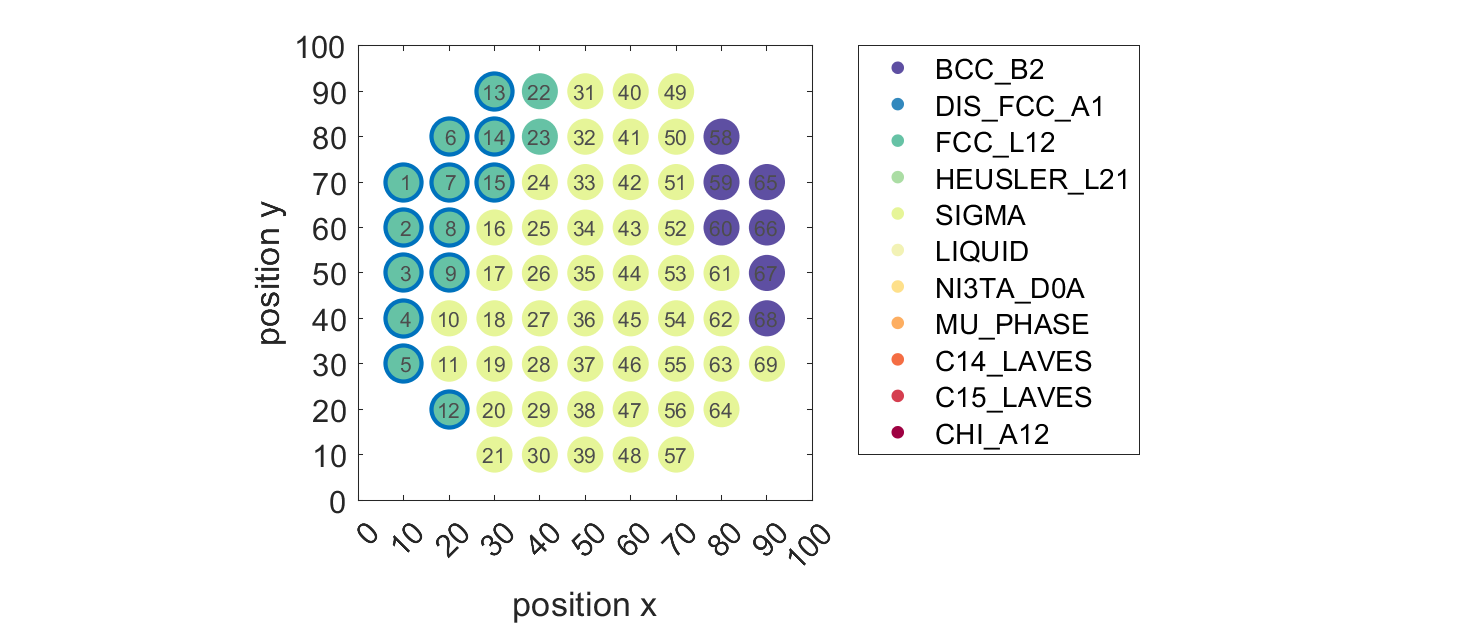 100
90 13 22 31 40 49
80 6 14 23 32 41 50 58
70 1 7 15 24 33 42 51 59 65
60 2 8 16 25 34 43 52 60 66
50 3 9 17 26 35 44 53 61 67
40 4 10 18 27 36 45 54 62 68
30 5 11 19 28 37 46 55 63 69
20 12 20 29 38 47 56 64
10 21 30 39 48 57
0
position y
0 10 20 30 40 50 60 70 80 90 100
position x
BCC_B2
DIS_FCC_A1
FCC_L12
HEUSLER_L21
SIGMA
LIQUID
NI3TA_D0A
MU_PHASE
C14_LAVES
C15_LAVES
CHI_A12